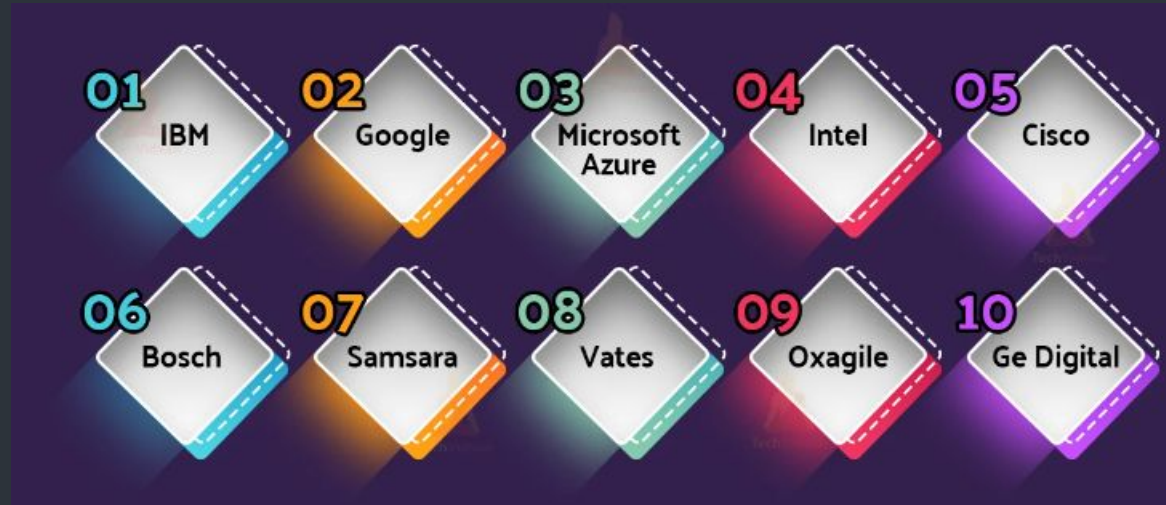 01
IBM
02
Google
03
Microsoft
Azure
04
Intel
05
Cisco
06
Bosch
07
Samsara
08
Vates
09
Oxagile
10
Ge Digital